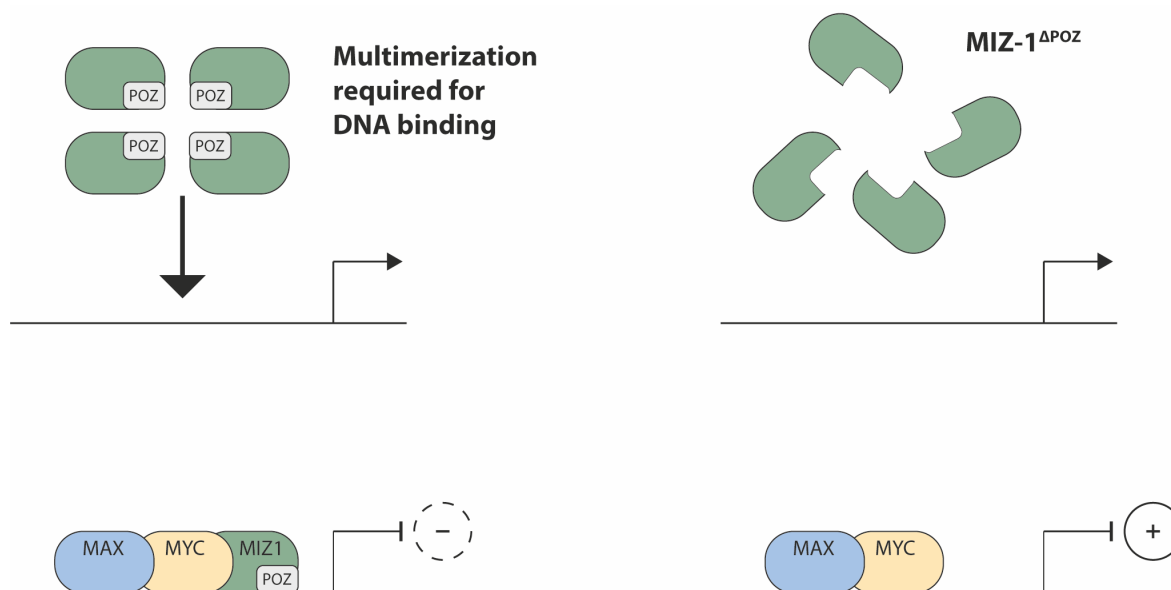 POZ
POZ
POZ
POZ
Multimerization
required for
DNA binding
MIZ-1ΔPOZ
MAX
MYC
MIZ1
POZ
-
MAX
MYC
+